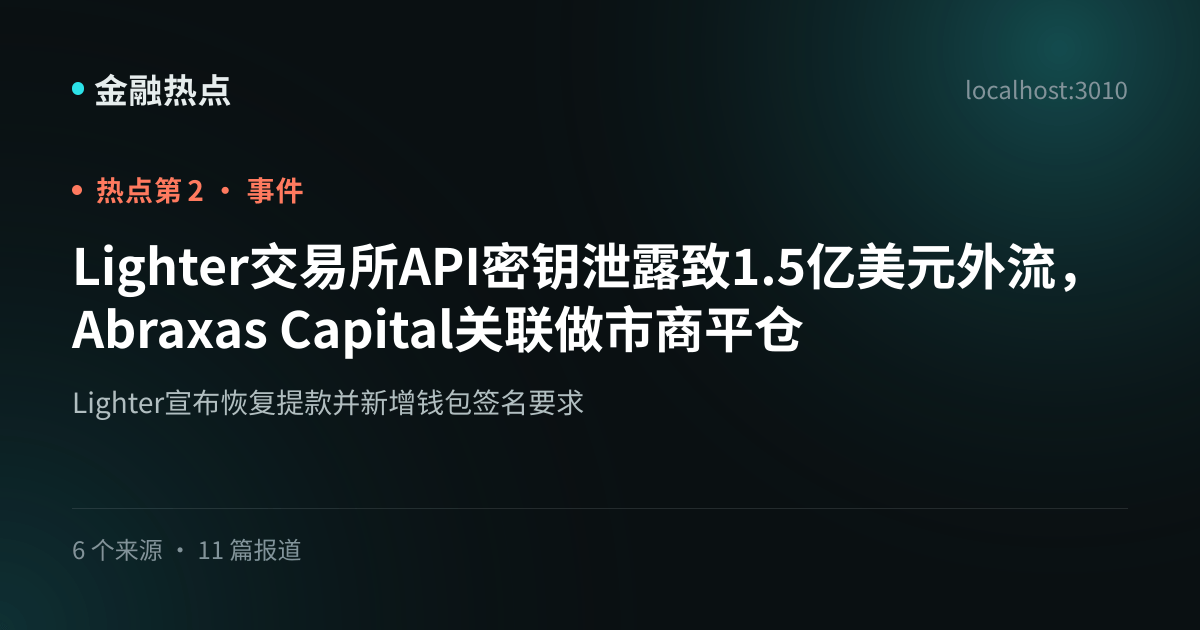 金融热点
localhost:3010
热点第 2 · 事件
Lighter交易所API密钥泄露致1.5亿美元外流，
Abraxas Capital关联做市商平仓
Lighter宣布恢复提款并新增钱包签名要求
6 个来源 · 11 篇报道